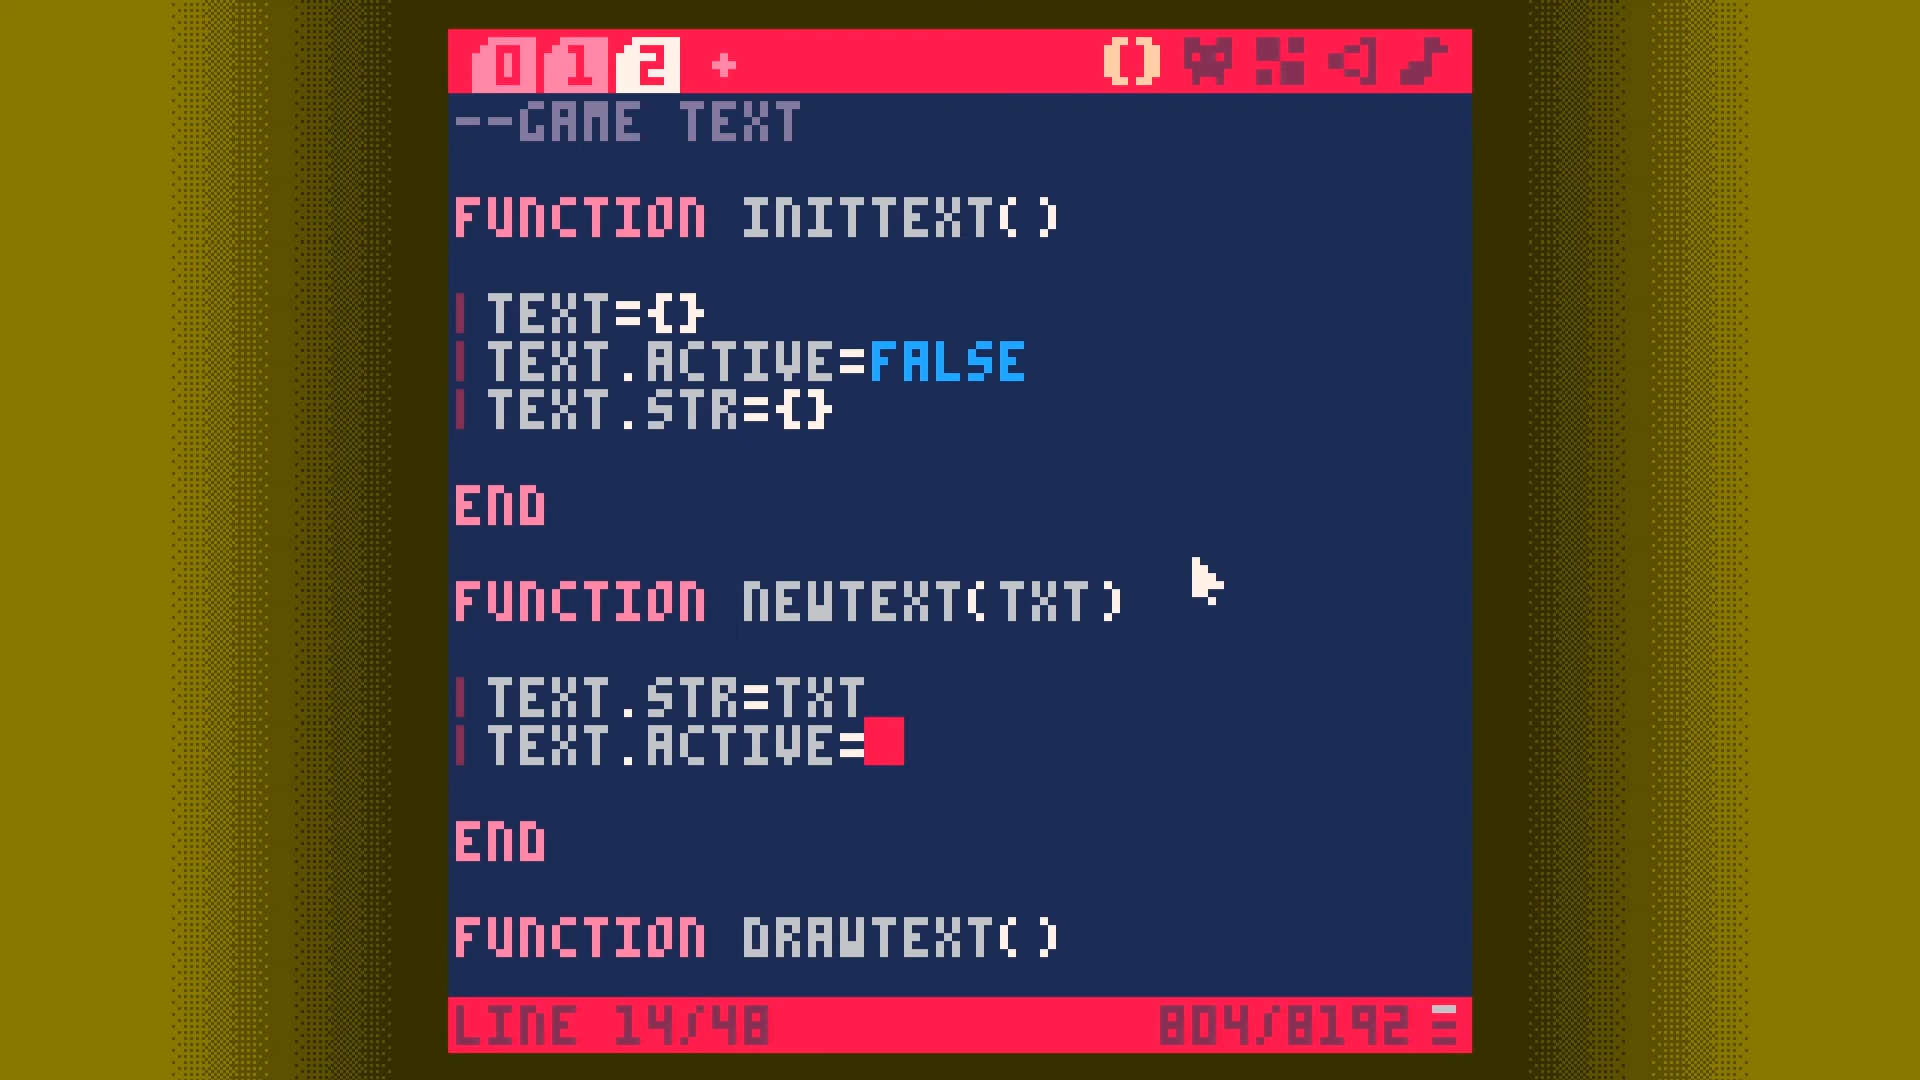 0 1 2 +
--GAME TEXT
FUNCTION INITTEXT()
TEXT={}
TEXT.ACTIVE=FALSE
TEXT.STR={}
END
FUNCTION NEWTEXT(TXT)
TEXT.STR=TXT
TEXT.ACTIVE=
END
FUNCTION DRAWTEXT()
LINE 14/48 804/8192